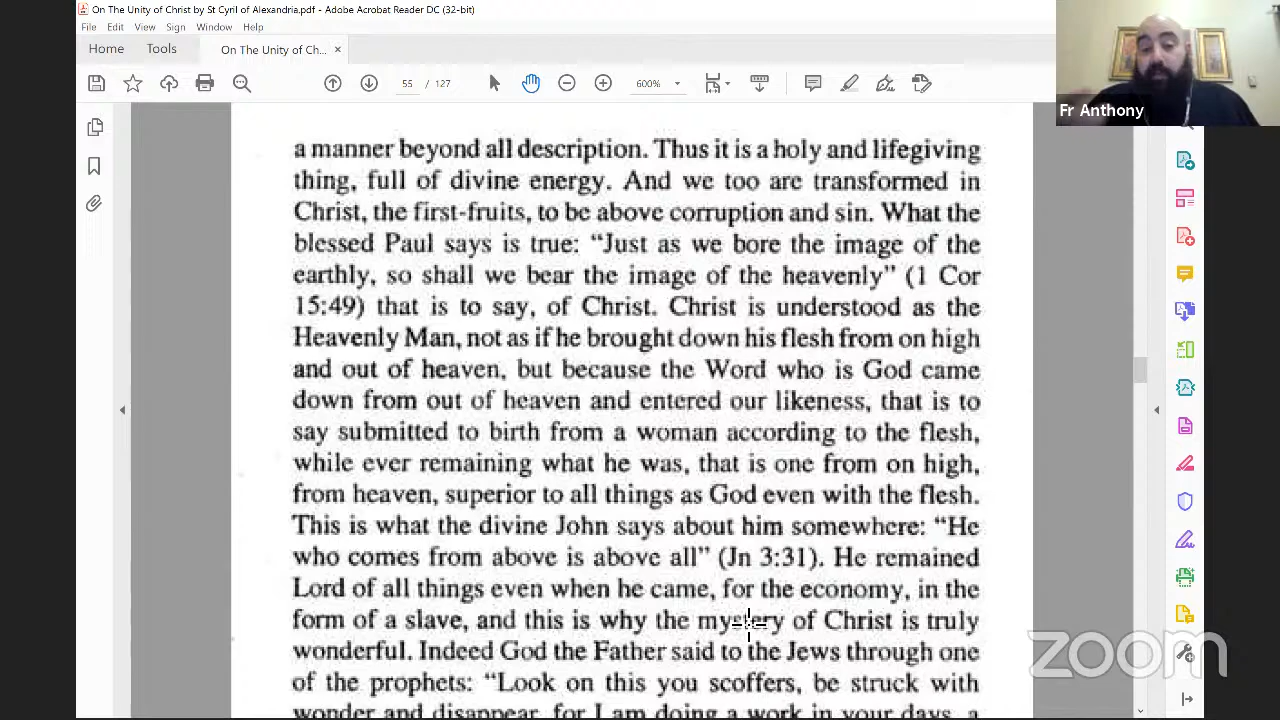 On The Unity of Christ by St Cyril of Alexandria.pdf - Adobe Acrobat Reader DC (32-bit)
File Edit View Sign Window Help
Home Tools On The Unity of Ch... ×
55 / 127 600%
Fr Anthony
a manner beyond all description. Thus it is a holy and lifegiving
thing, full of divine energy. And we too are transformed in
Christ, the first-fruits, to be above corruption and sin. What the
blessed Paul says is true: “Just as we bore the image of the
earthly, so shall we bear the image of the heavenly” (1 Cor
15:49) that is to say, of Christ. Christ is understood as the
Heavenly Man, not as if he brought down his flesh from on high
and out of heaven, but because the Word who is God came
down from out of heaven and entered our likeness, that is to
say submitted to birth from a woman according to the flesh,
while ever remaining what he was, that is one from on high,
from heaven, superior to all things as God even with the flesh.
This is what the divine John says about him somewhere: “He
who comes from above is above all” (Jn 3:31). He remained
Lord of all things even when he came, for the economy, in the
form of a slave, and this is why the mystery of Christ is truly
wonderful. Indeed God the Father said to the Jews through one
of the prophets: “Look on this you scoffers, be struck with
wonder and disappear, for I am doing a work in your days, a
zoom